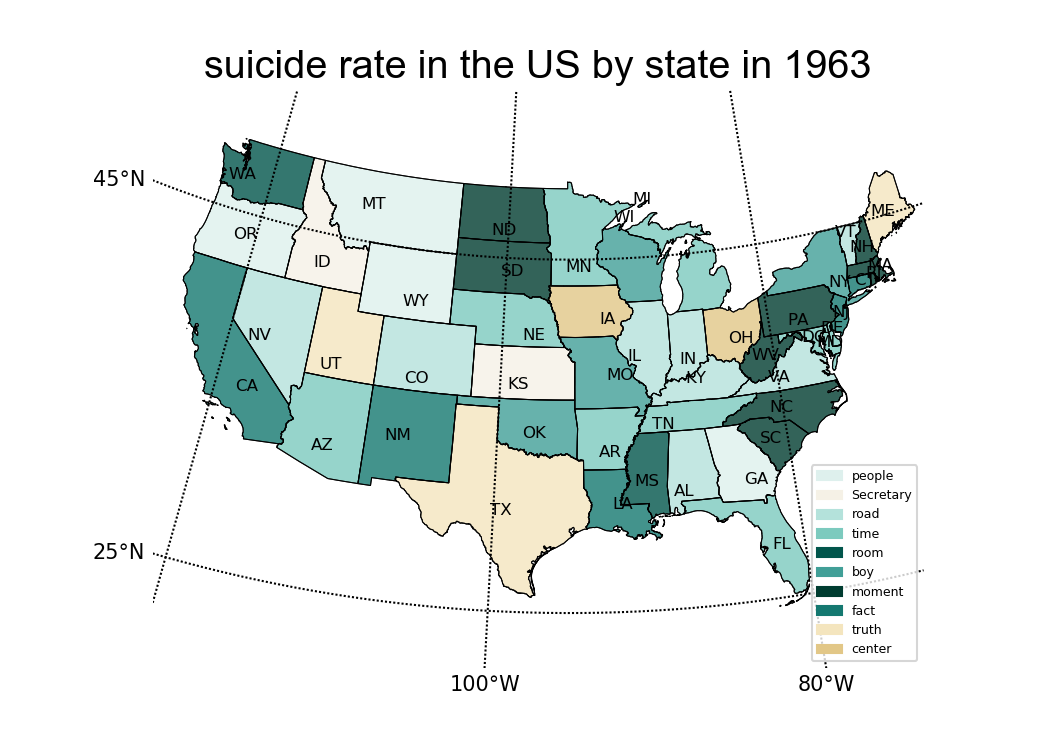 suicide rate in the US by state in 1963
45°N
25°N
100°W
80°W
WA
OR
CA
ID
NV
MT
WY
UT
AZ
CO
NM
ND
SD
NE
KS
OK
TX
MN
IA
MO
AR
LA
WI
MI
IL
IN
OH
KY
TN
MS
AL
GA
FL
SC
NC
VA
WV
PA
NY
VT
NH
ME
MA
CT
NJ
DE
MD
DC
people
Secretary
road
time
room
boy
moment
fact
truth
center